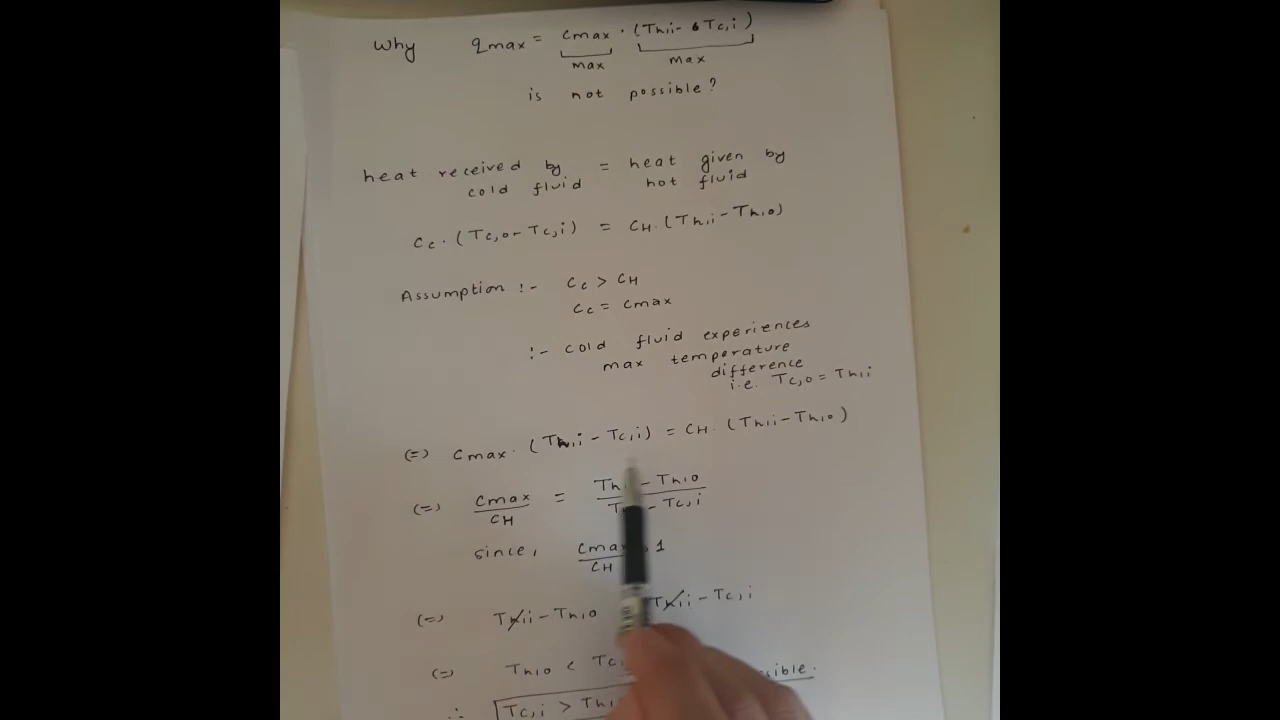 Why qmax = cmax · (Th,i - Tc,i)
max max
is not possible?
heat received by = heat given by
cold fluid hot fluid
Cc · (Tc,o - Tc,i) = CH · (Th,i - Th,o)
Assumption :- Cc > CH
Cc = Cmax
:- cold fluid experiences
max temperature
difference
i.e. Tc,o = Th,i
(=) Cmax · (Th,i - Tc,i) = CH · (Th,i - Th,o)
(=) Cmax = Th,i - Th,o
CH - Tc,i
since, Cmax 1
CH
(=) Th,i - Th,o Th,i - Tc,i
(=) Th,o <
∴ Tc,i >